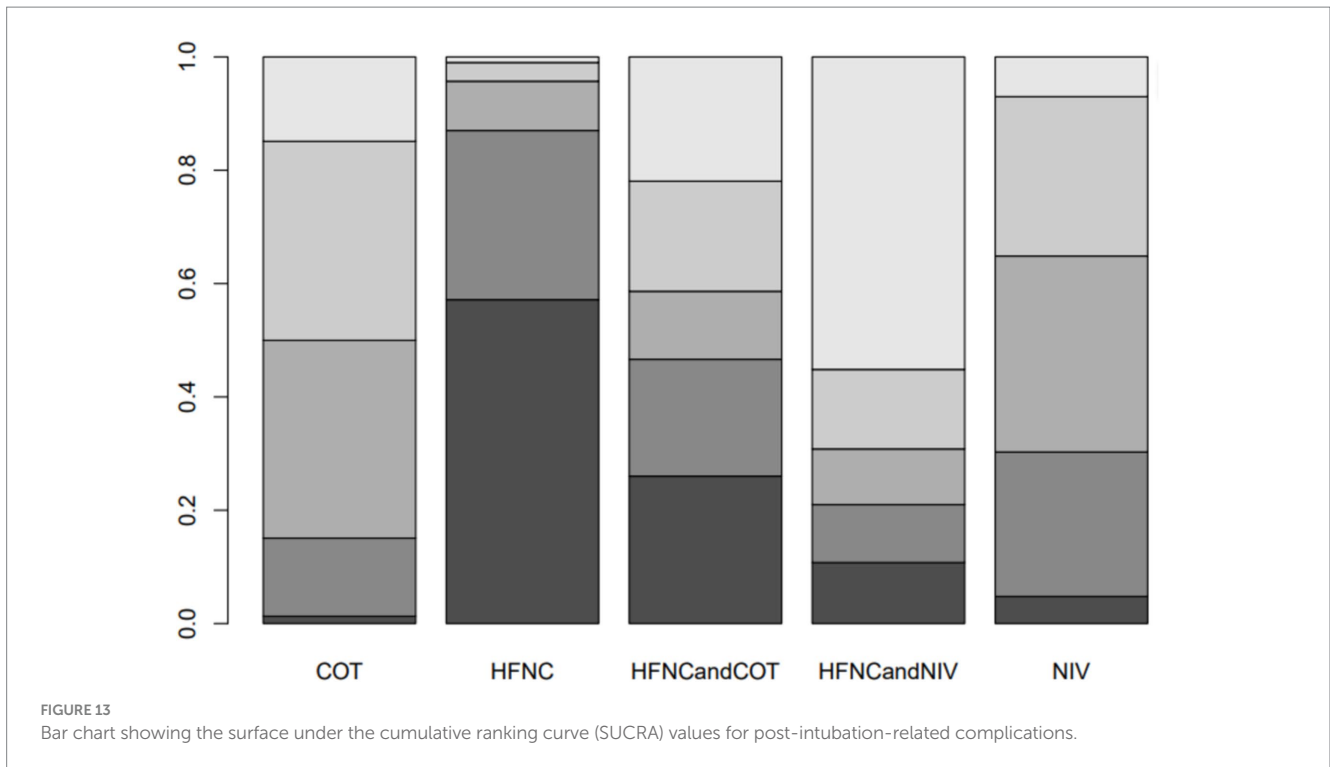 1.0
0.8
0.6
0.4
0.2
0.0
COT HFNC HFNCandCOT HFNCandNIV NIV
FIGURE 13
Bar chart showing the surface under the cumulative ranking curve (SUCRA) values for post-intubation-related complications.